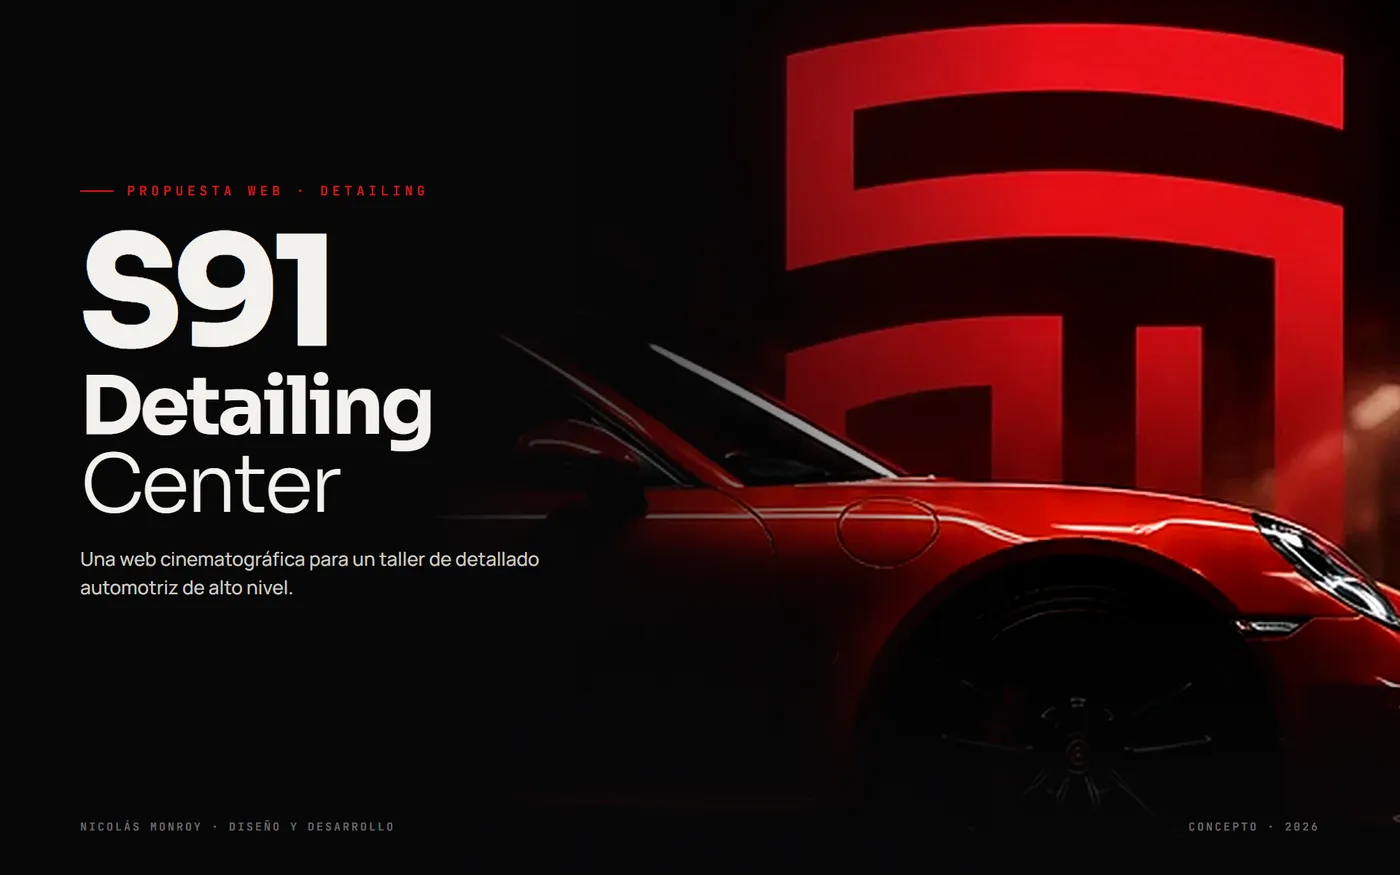 PROPUESTA WEB · DETAILING
S91
Detailing
Center
Una web cinematográfica para un taller de detallado
automotriz de alto nivel.
NICOLÁS MONROY · DISEÑO Y DESARROLLO
CONCEPTO · 2026